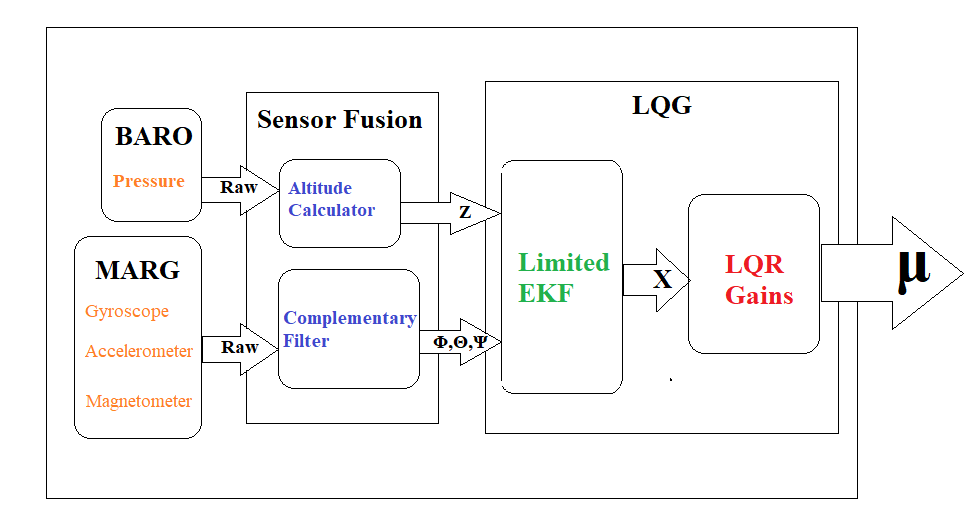 BARO
Pressure
MARG
Gyroscope
Accelerometer
Magnetometer
Raw
Raw
Sensor Fusion
Altitude
Calculator
Complementary
Filter
Z
Φ,Θ,Ψ
LQG
Limited
EKF
X
LQR
Gains
μ